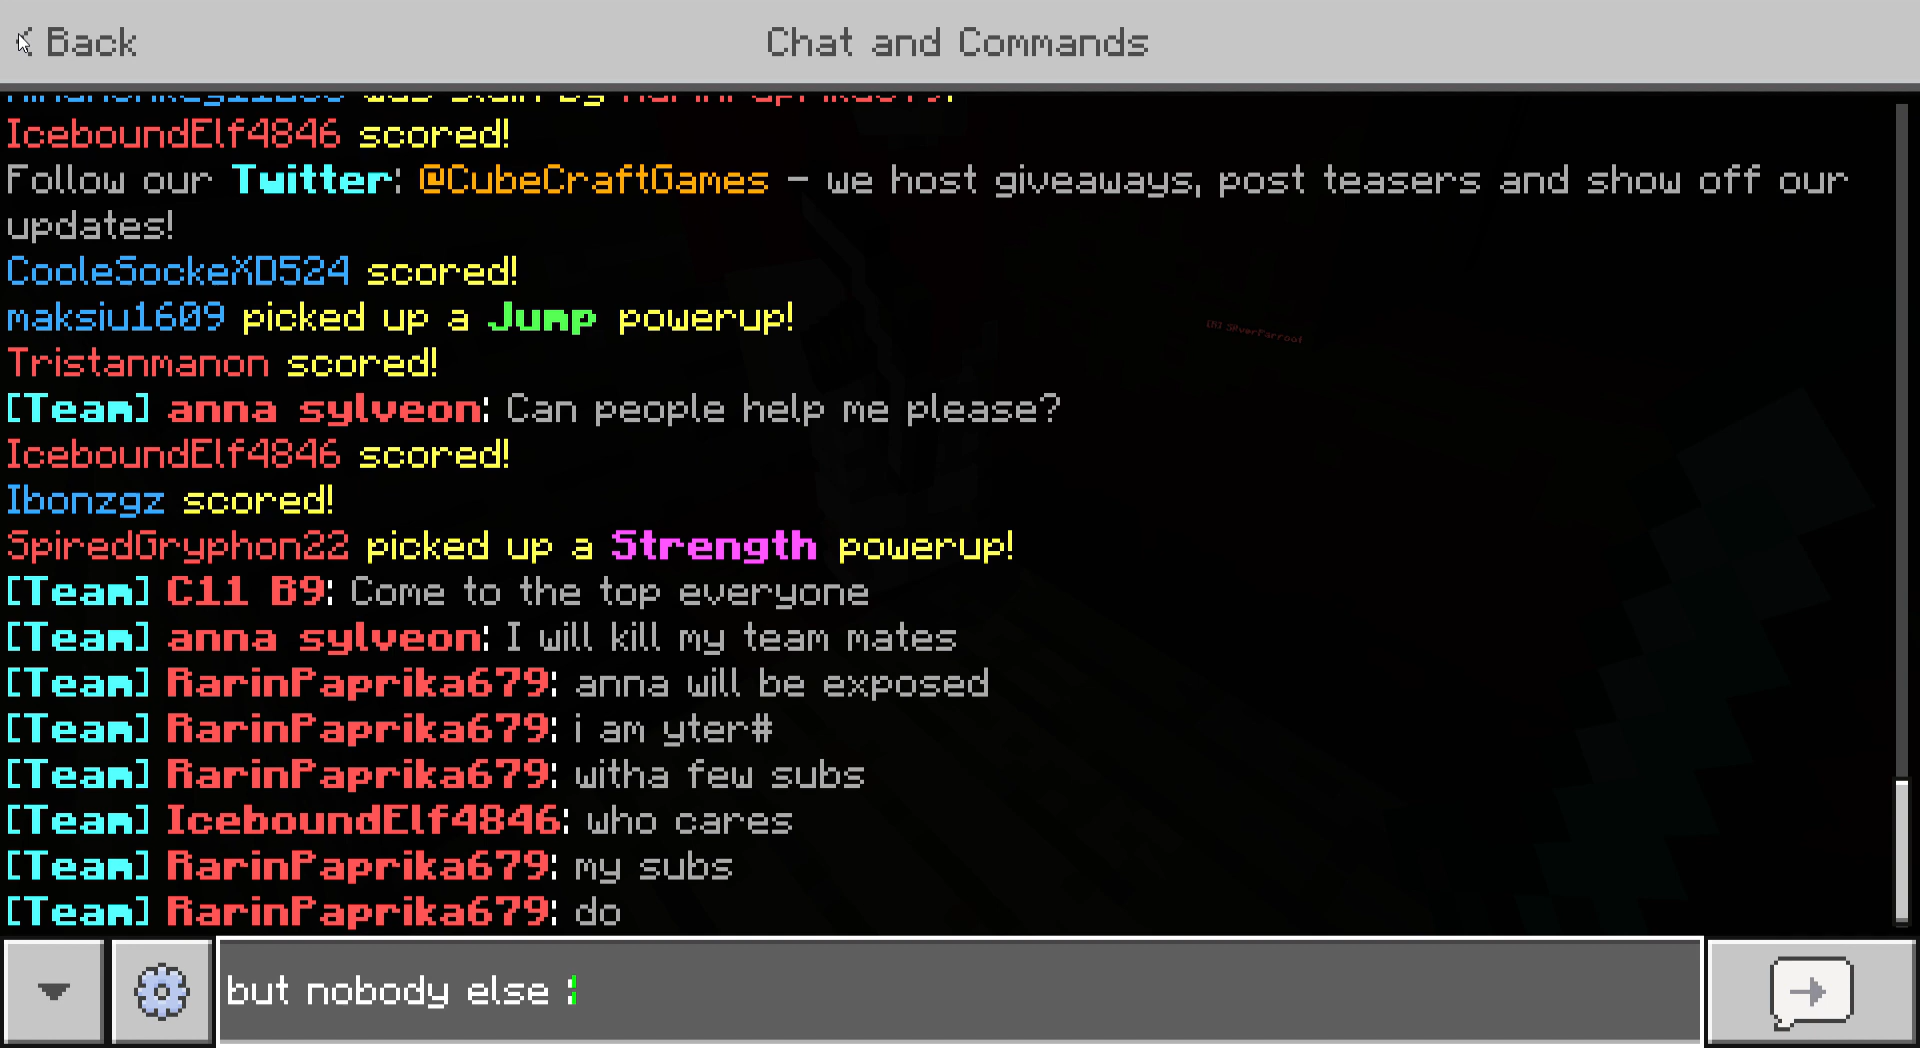 Back
Chat and Commands
IceboundElf4846 scored!
Follow our Twitter: @CubeCraftGames - we host giveaways, post teasers and show off our
updates!
CooleSockeXD524 scored!
maksiu1609 picked up a Jump powerup!
Tristanmanon scored!
[Team] anna sylveon: Can people help me please?
IceboundElf4846 scored!
Ibonzgz scored!
SpiredGryphon22 picked up a Strength powerup!
[Team] C11 B9: Come to the top everyone
[Team] anna sylveon: I will kill my team mates
[Team] RarinPaprika679: anna will be exposed
[Team] RarinPaprika679: i am yter#
[Team] RarinPaprika679: witha few subs
[Team] IceboundElf4846: who cares
[Team] RarinPaprika679: my subs
[Team] RarinPaprika679: do
but nobody else :